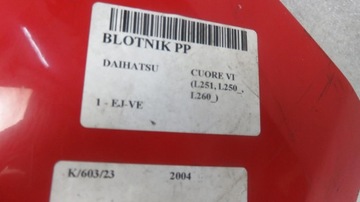 BLOTNIK PP
DAIHATSU CUORE VI
(L251, L250_,
L260_)
1 - EJ-VE
K/603/23 2004